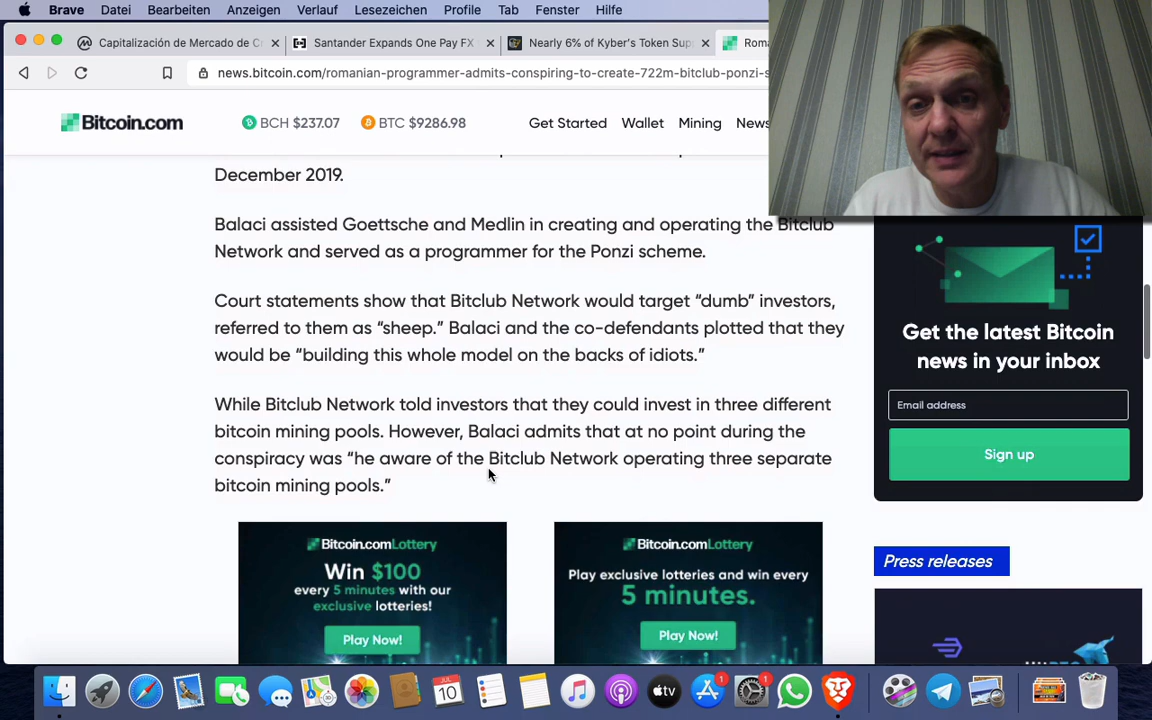 Brave Datei Bearbeiten Anzeigen Verlauf Lesezeichen Profile Tab Fenster Hilfe
Capitalización de Mercado de C
Santander Expands One Pay FX
Nearly 6% of Kyber's Token Sup
Roma
news.bitcoin.com/romanian-programmer-admits-conspiring-to-create-722m-bitclub-ponzi-s
Bitcoin.com
BCH $237.07
BTC $9286.98
Get Started Wallet Mining News
December 2019.
Balaci assisted Goettsche and Medlin in creating and operating the Bitclub
Network and served as a programmer for the Ponzi scheme.
Court statements show that Bitclub Network would target “dumb” investors,
referred to them as “sheep.” Balaci and the co-defendants plotted that they
would be “building this whole model on the backs of idiots.”
While Bitclub Network told investors that they could invest in three different
bitcoin mining pools. However, Balaci admits that at no point during the
conspiracy was “he aware of the Bitclub Network operating three separate
bitcoin mining pools.”
Bitcoin.comLottery
Win $100
every 5 minutes with our
exclusive lotteries!
Play Now!
Bitcoin.comLottery
Play exclusive lotteries and win every
5 minutes.
Play Now!
Get the latest Bitcoin
news in your inbox
Email address
Sign up
Press releases
JUL
10
tv
1
1